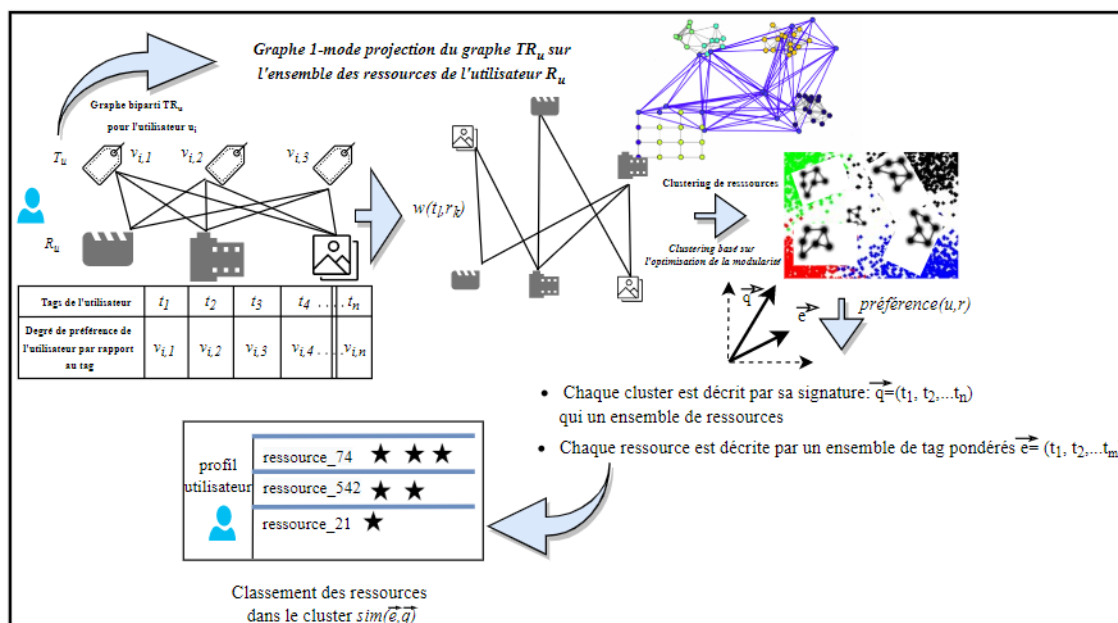 Graphe 1-mode projection du graphe TRu sur
l'ensemble des ressources de l'utilisateur Ru
Graphe biparti TRu
pour l'utilisateur ui
Tu
vi,1
vi,2
vi,3
Ru
w(tl,rk)
Clustering de resssources
Clustering basé sur
l'optimisation de la modularité
Tags de l'utilisateur t1 t2 t3 t4 .... tn
Degré de préférence de
l'utilisateur par rapport
au tag
vi,1 vi,2 vi,3 vi,4 .... vi,n
q
e
préférence(u,r)
• Chaque cluster est décrit par sa signature: q=(t1, t2,...tn)
qui un ensemble de ressources
• Chaque ressource est décrite par un ensemble de tag pondérés e= (t1, t2,...tm
profil
utilisateur
ressource_74 ★ ★ ★
ressource_542 ★ ★
ressource_21 ★
Classement des ressources
dans le cluster sim(e,q)